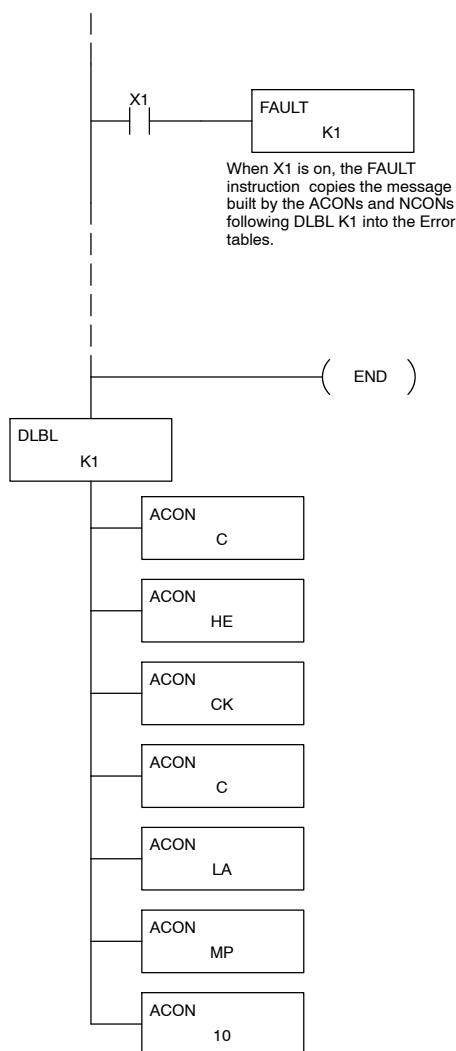 X1
FAULT
K1
When X1 is on, the FAULT
instruction copies the message
built by the ACONs and NCONs
following DLBL K1 into the Error
tables.
( END )
DLBL
K1
ACON
C
ACON
HE
ACON
CK
ACON
C
ACON
LA
ACON
MP
ACON
10